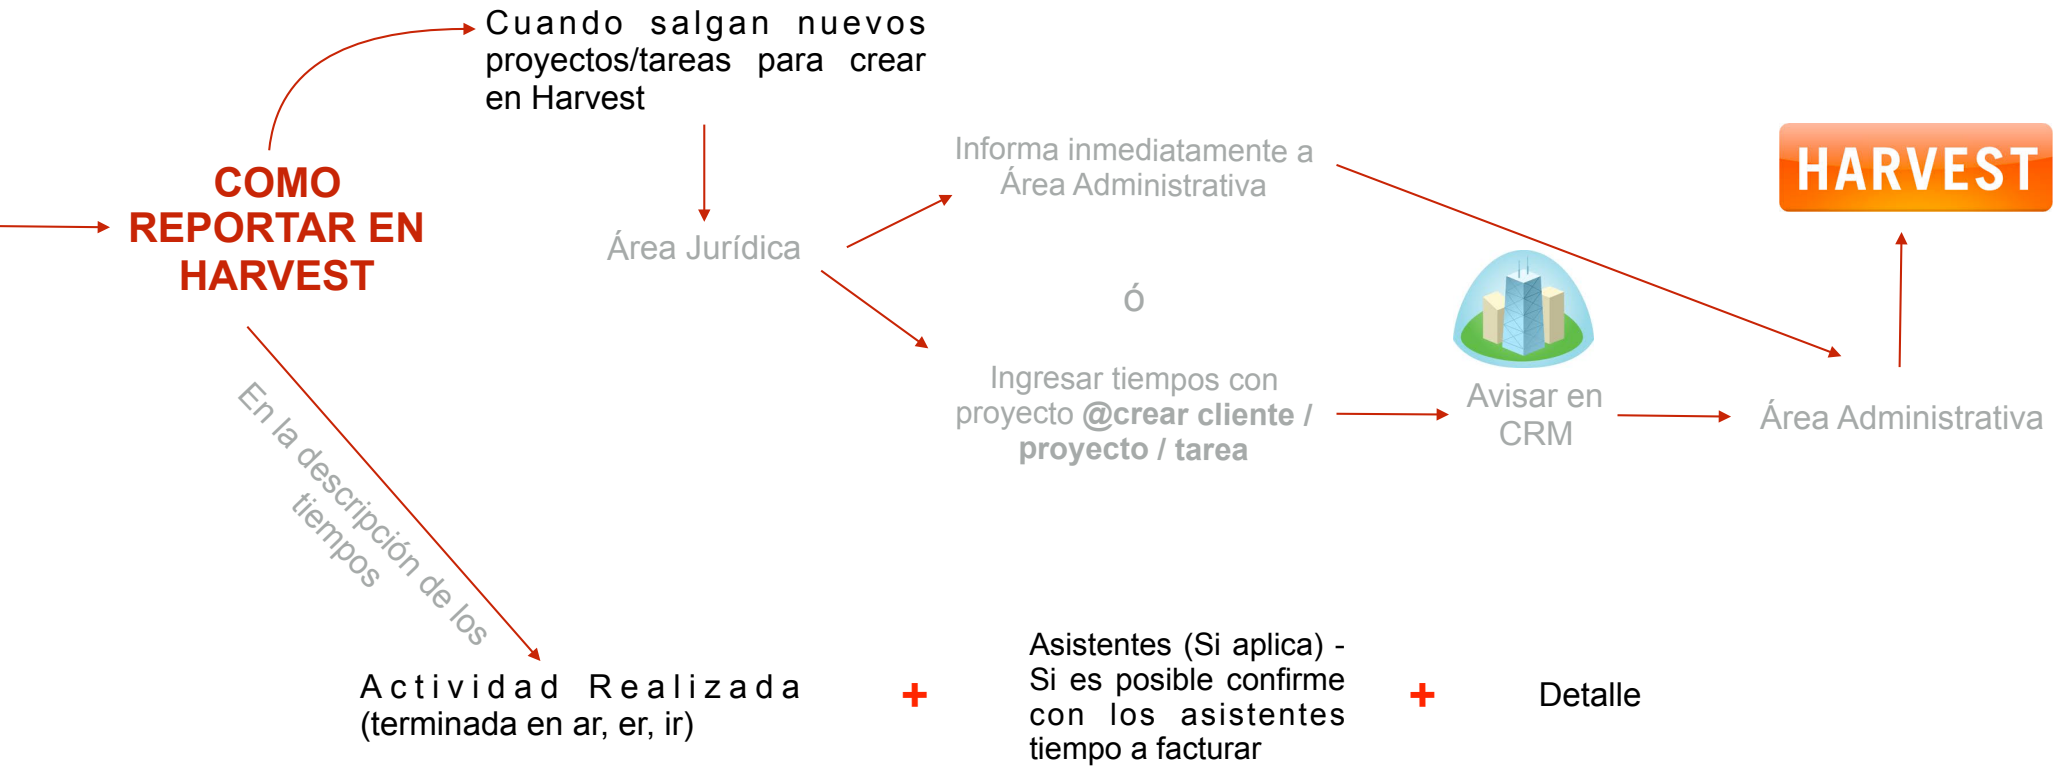 Cuando salgan nuevos
proyectos/tareas para crear
en Harvest
COMO
REPORTAR EN
HARVEST
Área Jurídica
Informa inmediatamente a
Área Administrativa
HARVEST
Ó
Ingresar tiempos con
proyecto @crear cliente /
proyecto / tarea
Avisar en
CRM
Área Administrativa
En la descripción de los
tiempos
Actividad Realizada
(terminada en ar, er, ir)
+
Asistentes (Si aplica) -
Si es posible confirme
con los asistentes
tiempo a facturar
+
Detalle